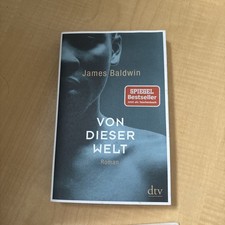 James Baldwin
SPIEGEL
Bestseller
VON
DIESER
WELT
Roman
dtv